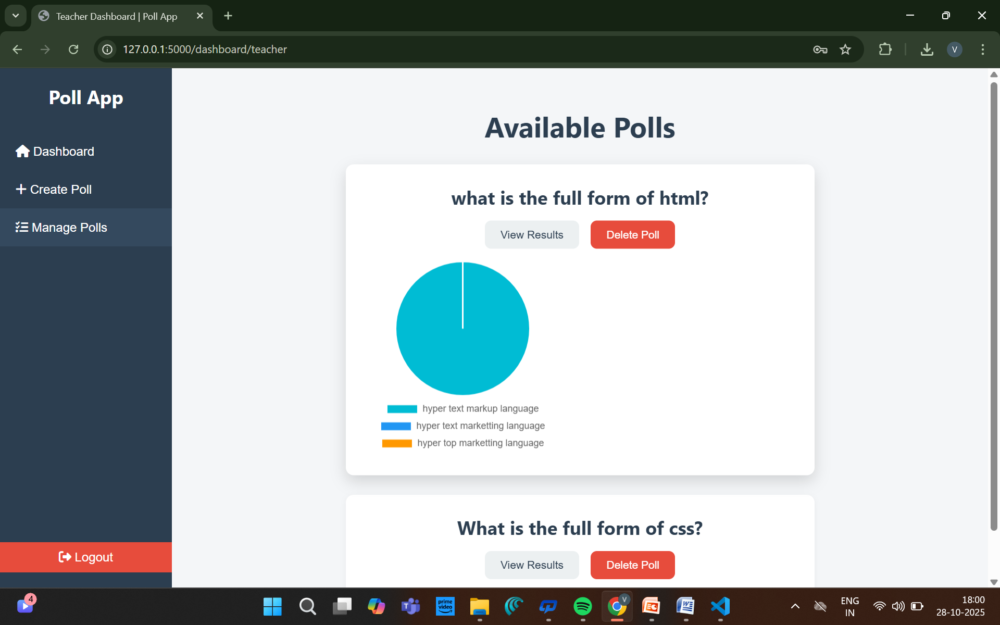 Teacher Dashboard | Poll App
127.0.0.1:5000/dashboard/teacher
V
Poll App
Dashboard
Create Poll
Manage Polls
Logout
Available Polls
what is the full form of html?
View Results
Delete Poll
hyper text markup language
hyper text marketting language
hyper top marketting language
What is the full form of css?
View Results
Delete Poll
4
T
prime
video
V
W
ENG
IN
18:00
28-10-2025